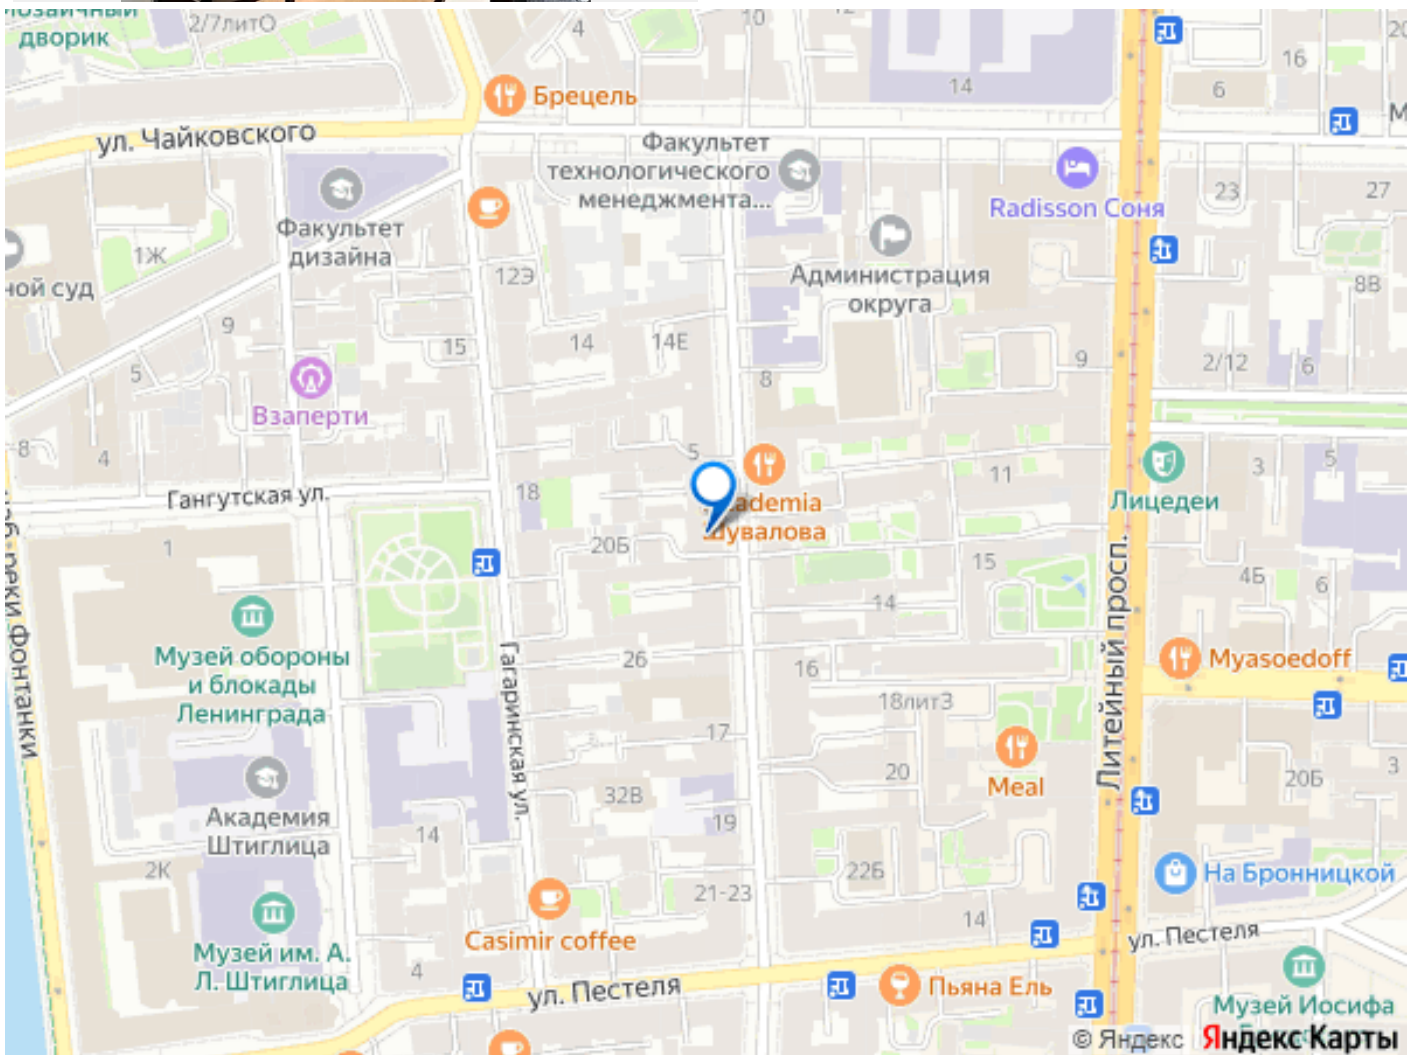 мозаичный
дворик
2/7литО
4
10
20
16
14
6
Брецель
М
ул. Чайковского
Факультет
технологического
менеджмента...
Radisson Соня
23
27
Факультет
дизайна
1Ж
ной суд
12Э
Администрация
округа
8В
9
15
14
14Е
9
2/12
6
5
8
Взаперти
8
4
5
11
3
5
Гангутская ул.
18
Лицедеи
Шувалова
1
20Б
15
4Б
6
наб. реки Фонтанки
14
Музей обороны
и блокады
Ленинграда
26
16
Myasoedoff
Гагаринская ул.
18лит3
Литейный просп.
17
Meal
20
20Б
3
Академия
Штиглица
32В
19
14
2К
22Б
На Бронницкой
21-23
14
Casimir coffee
ул. Пестеля
Музей им. А.
Л. Штиглица
4
ул. Пестеля
Пьяна Ель
Музей Иосифа
© Яндекс Яндекс Карты